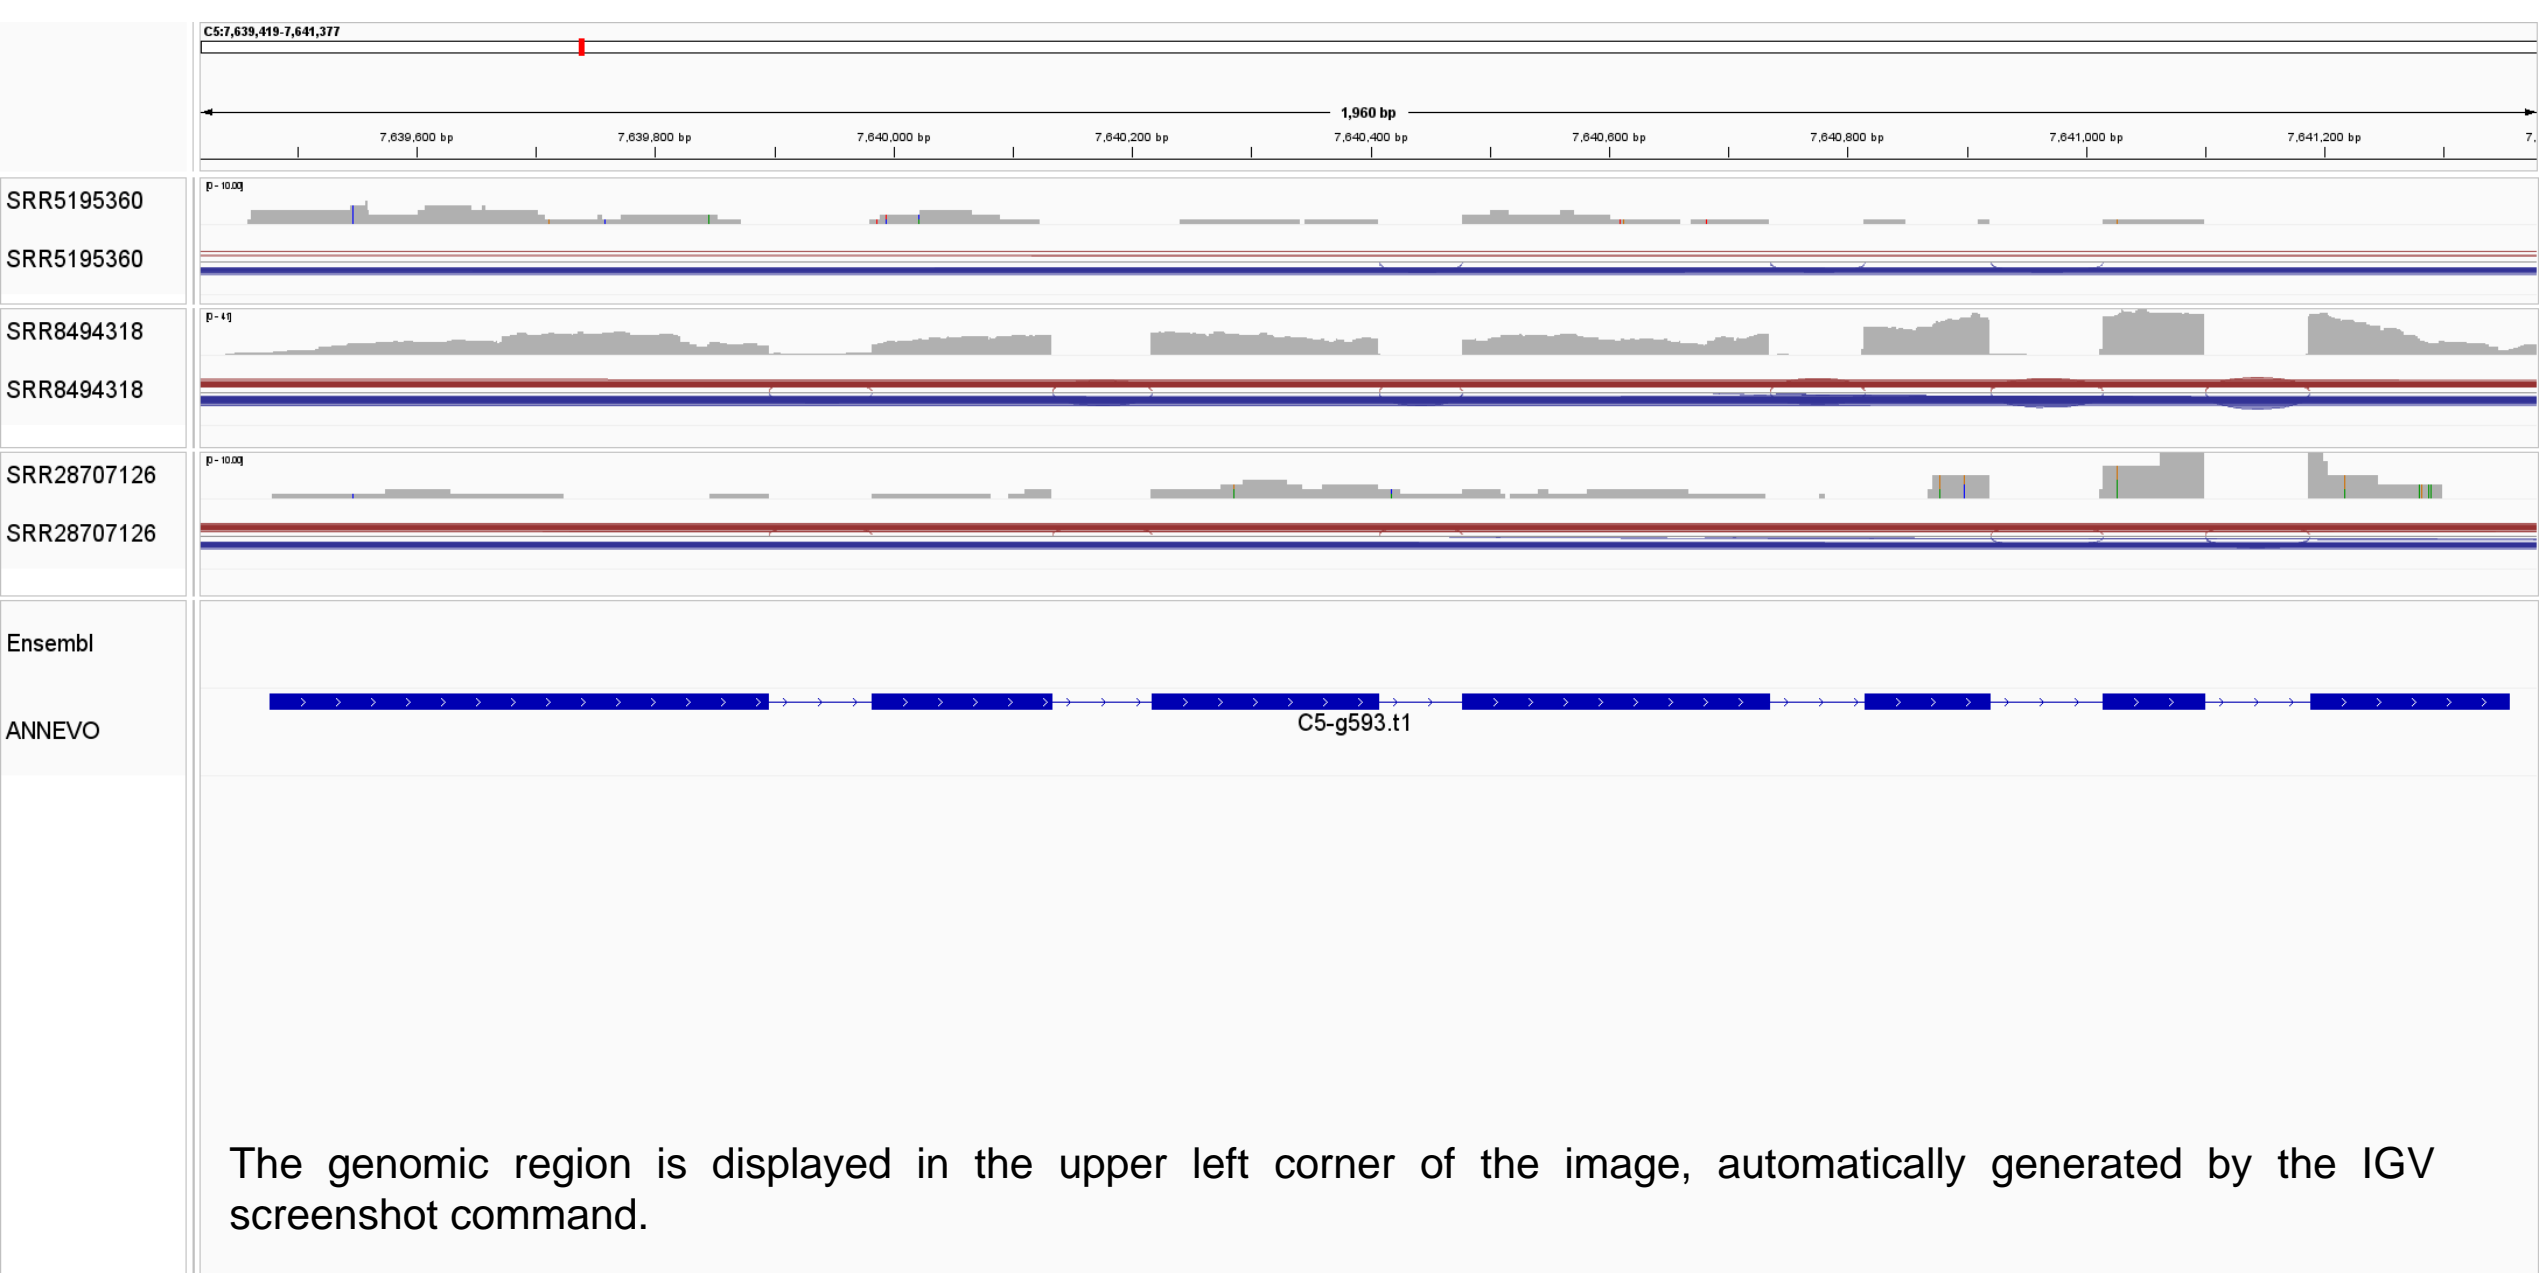 C5:7,639,419-7,641,377
1,960 bp
7,639,600 bp 7,639,800 bp 7,640,000 bp 7,640,200 bp 7,640,400 bp 7,640,600 bp 7,640,800 bp 7,641,000 bp 7,641,200 bp 7.
SRR5195360 [0 - 10.00]
SRR5195360
SRR8494318 [0 - 41]
SRR8494318
SRR28707126 [0 - 10.00]
SRR28707126
Ensembl
C5-g593.t1
ANNEVO
The genomic region is displayed in the upper left corner of the image, automatically generated by the IGV
screenshot command.